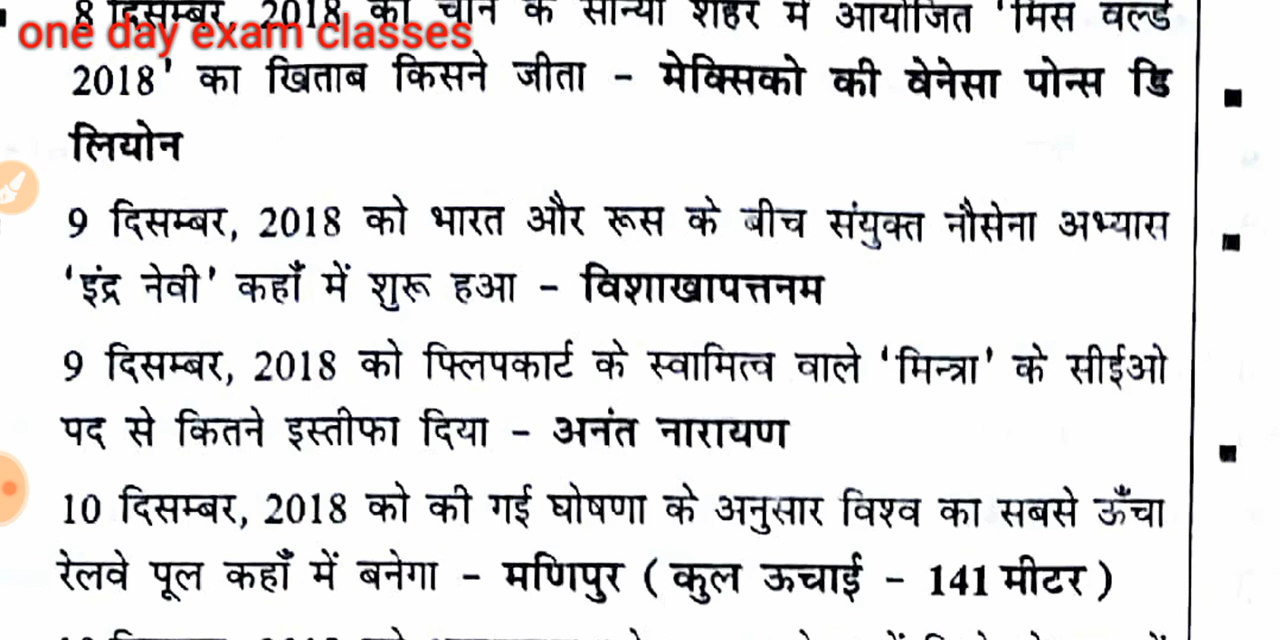 8 दिसम्बर, 2018 को चीन के सान्या शहर में आयोजित 'मिस वर्ल्ड
one day exam classes
2018' का खिताब किसने जीता - मेक्सिको की वेनेसा पोन्स डि
लियोन
9 दिसम्बर, 2018 को भारत और रूस के बीच संयुक्त नौसेना अभ्यास
'इंद्र नेवी' कहाँ में शुरू हआ - विशाखापत्तनम
9 दिसम्बर, 2018 को फ्लिपकार्ट के स्वामित्व वाले 'मिन्त्रा' के सीईओ
पद से कितने इस्तीफा दिया - अनंत नारायण
10 दिसम्बर, 2018 को की गई घोषणा के अनुसार विश्व का सबसे ऊँचा
रेलवे पूल कहाँ में बनेगा - मणिपुर ( कुल ऊचाई - 141 मीटर )